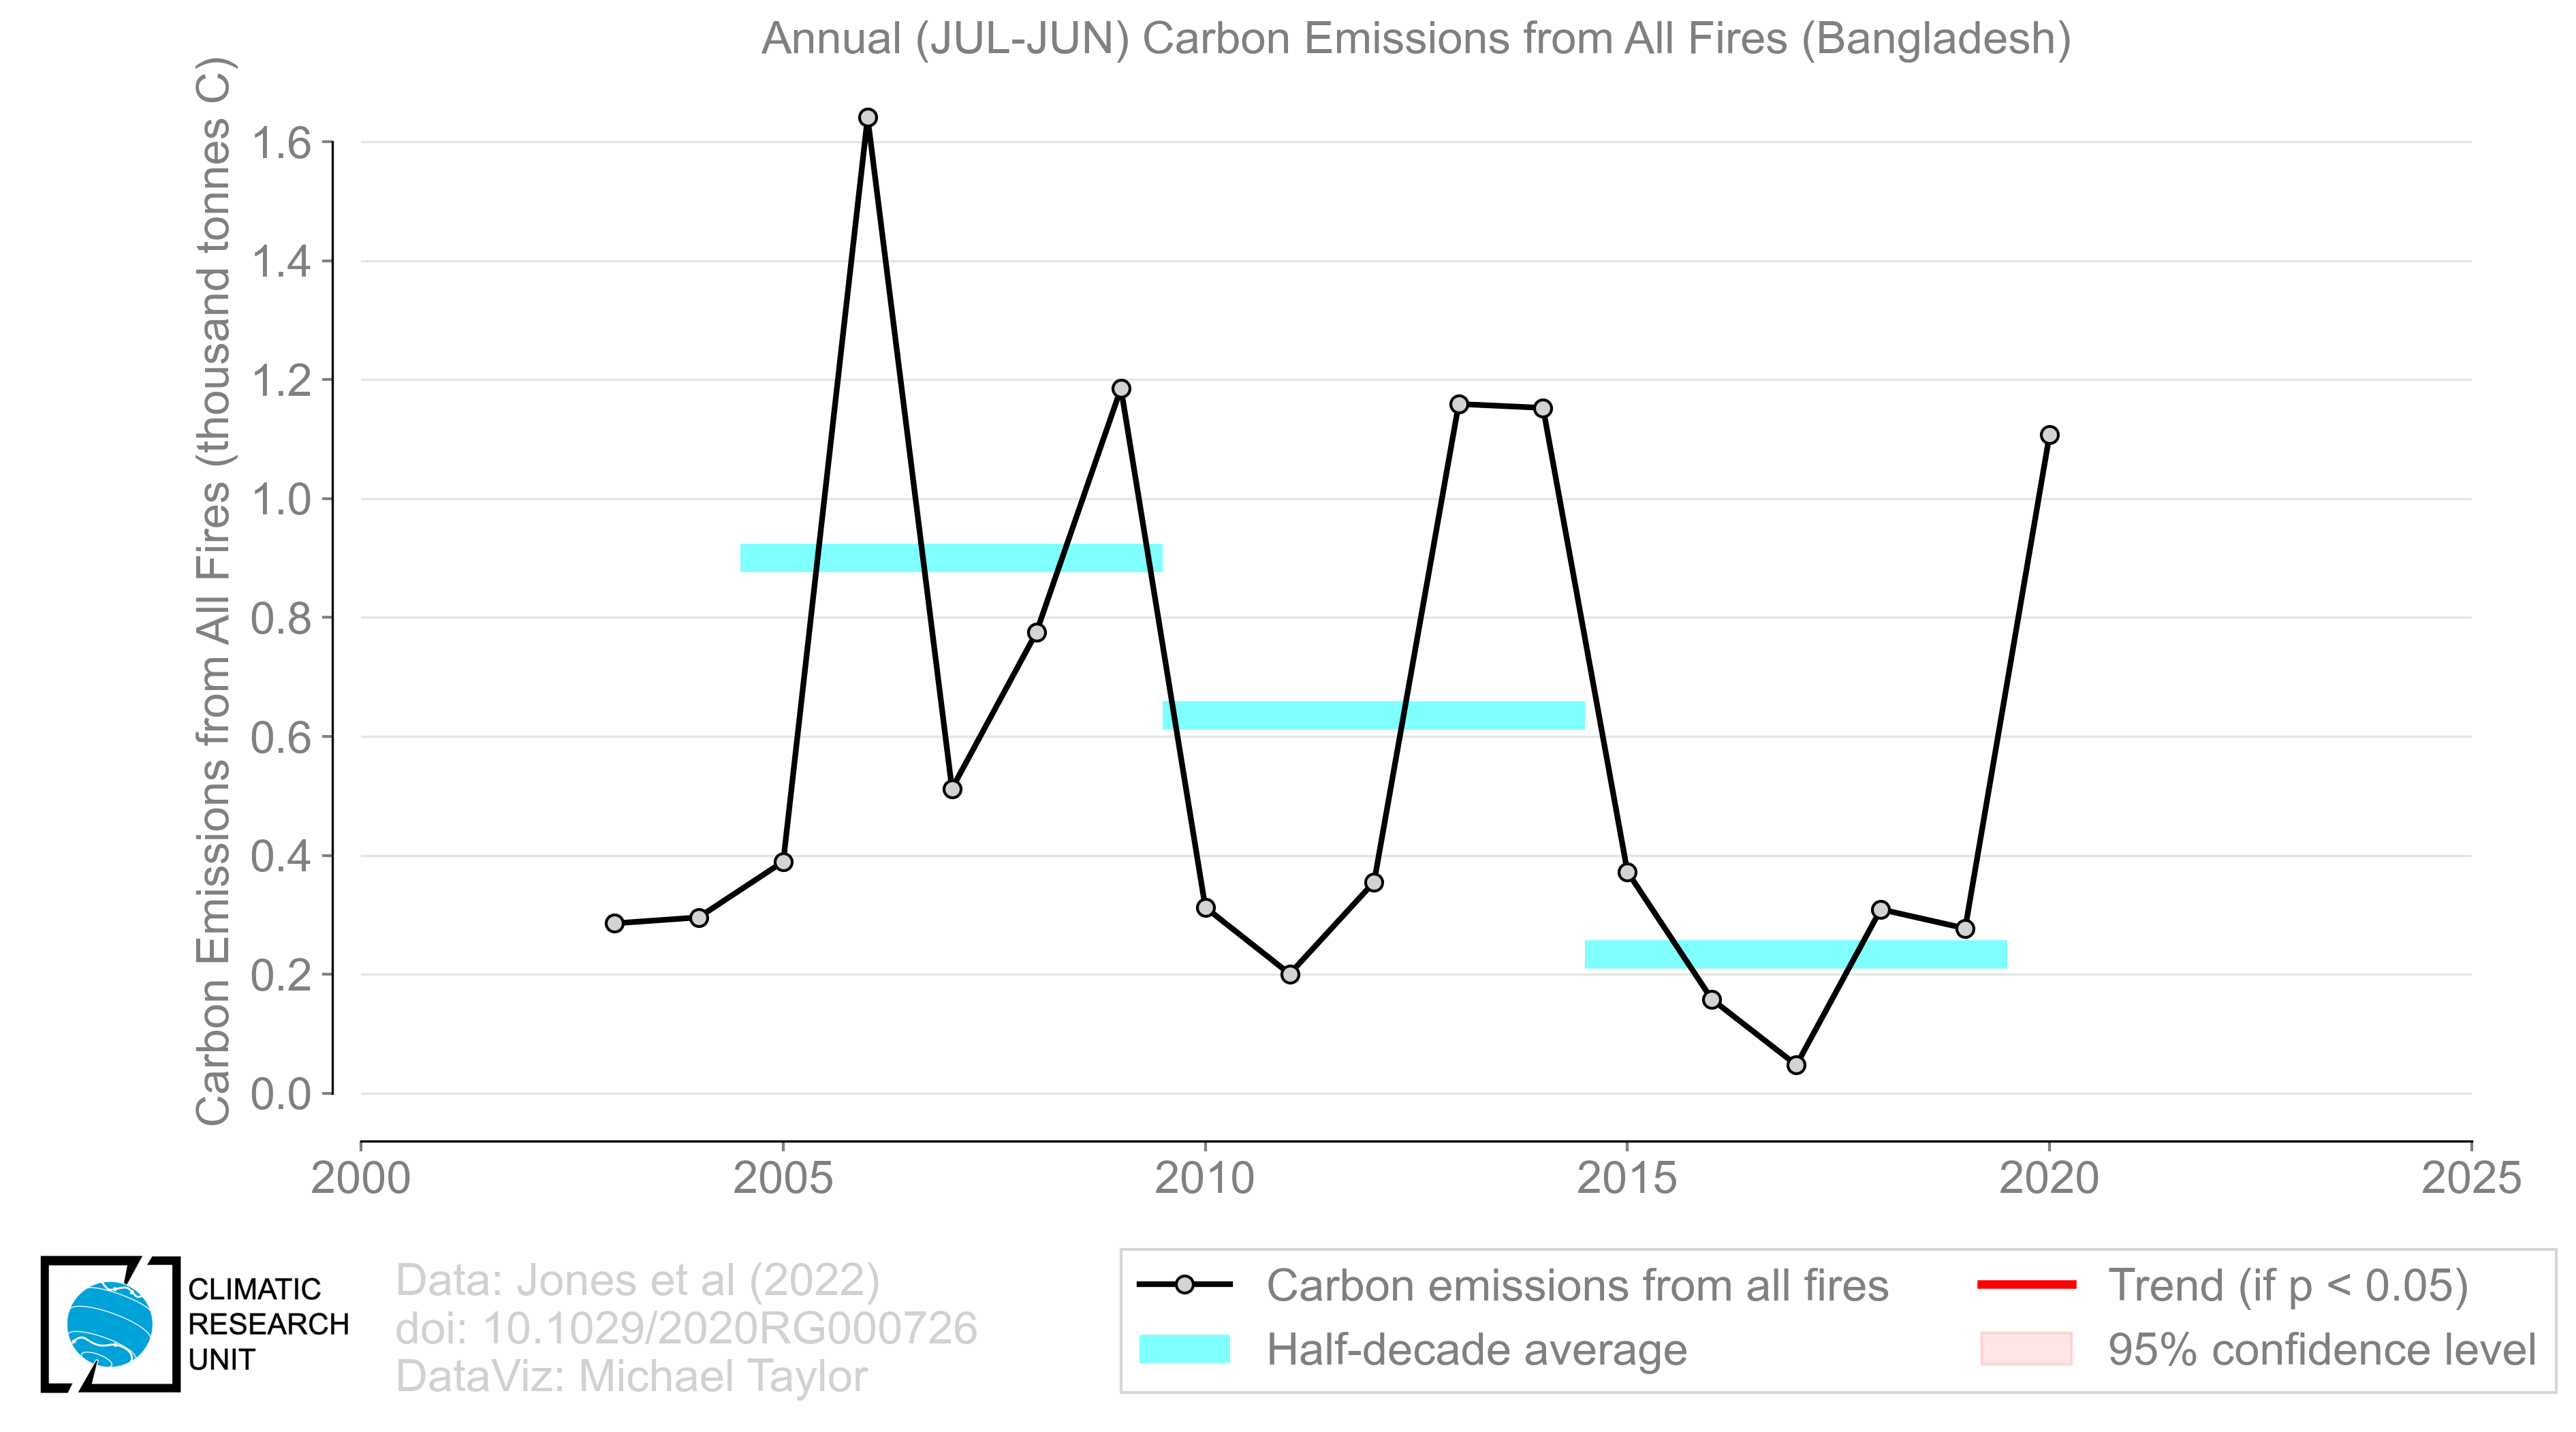 Annual (JUL-JUN) Carbon Emissions from All Fires (Bangladesh)
Carbon Emissions from All Fires (thousand tonnes C)
1.6
1.4
1.2
1.0
0.8
0.6
0.4
0.2
0.0
2000
2005
2010
2015
2020
2025
CLIMATIC
RESEARCH
UNIT
Data: Jones et al (2022)
doi: 10.1029/2020RG000726
DataViz: Michael Taylor
Carbon emissions from all fires
Half-decade average
Trend (if p < 0.05)
95% confidence level